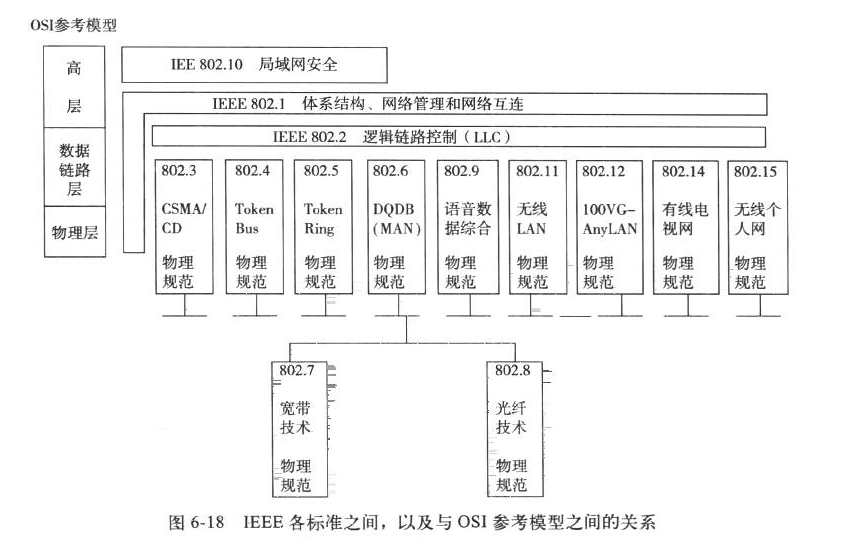 OSI参考模型
高
层
数据
链路
层
物理层
IEE 802.10 局域网安全
IEEE 802.1 体系结构、网络管理和网络互连
IEEE 802.2 逻辑链路控制（LLC）
802.3
CSMA/
CD
物理
规范
802.4
Token
Bus
物理
规范
802.5
Token
Ring
物理
规范
802.6
DQDB
(MAN)
物理
规范
802.9
语音数
据综合
物理
规范
802.11
无线
LAN
物理
规范
802.12
100VG-
AnyLAN
物理
规范
802.14
有线电
视网
物理
规范
802.15
无线个
人网
物理
规范
802.7
宽带
技术
物理
规范
802.8
光纤
技术
物理
规范
图 6-18 IEEE 各标准之间，以及与 OSI 参考模型之间的关系